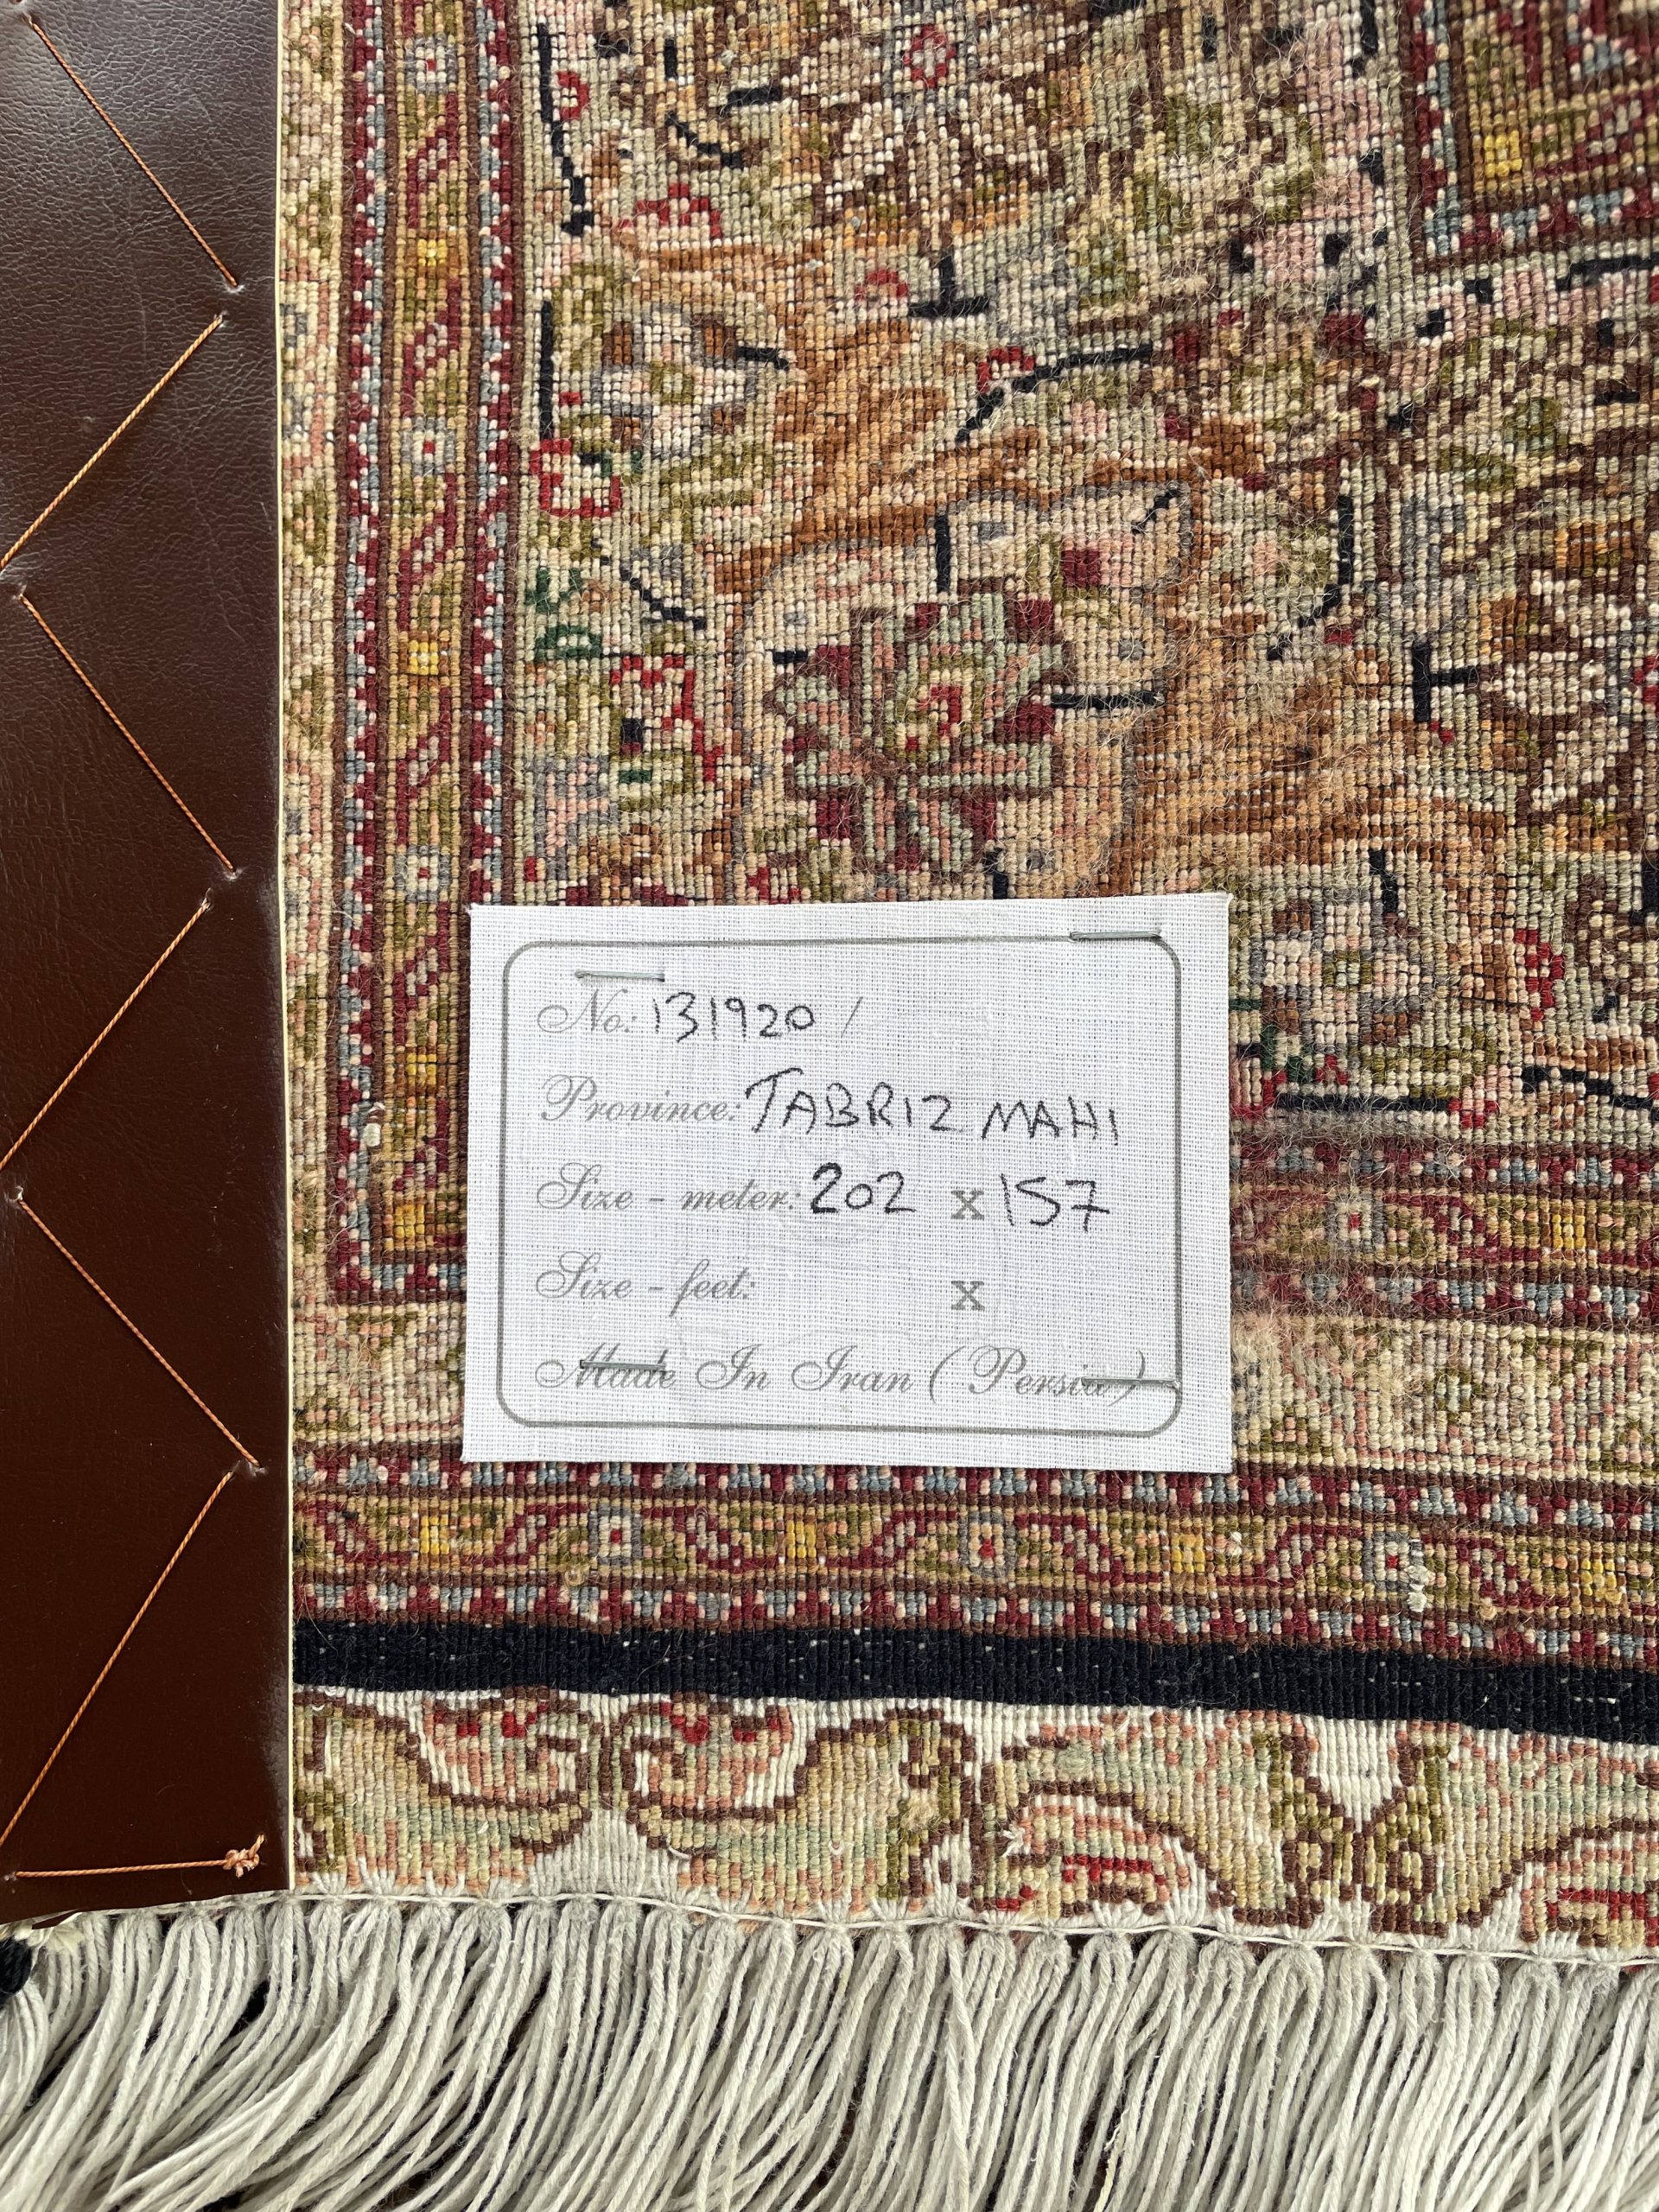 No: 131920 /
Province: TABRIZ MAHI
Size - meter: 202 x 157
Size - feet: x
Made In Iran ( Persia )